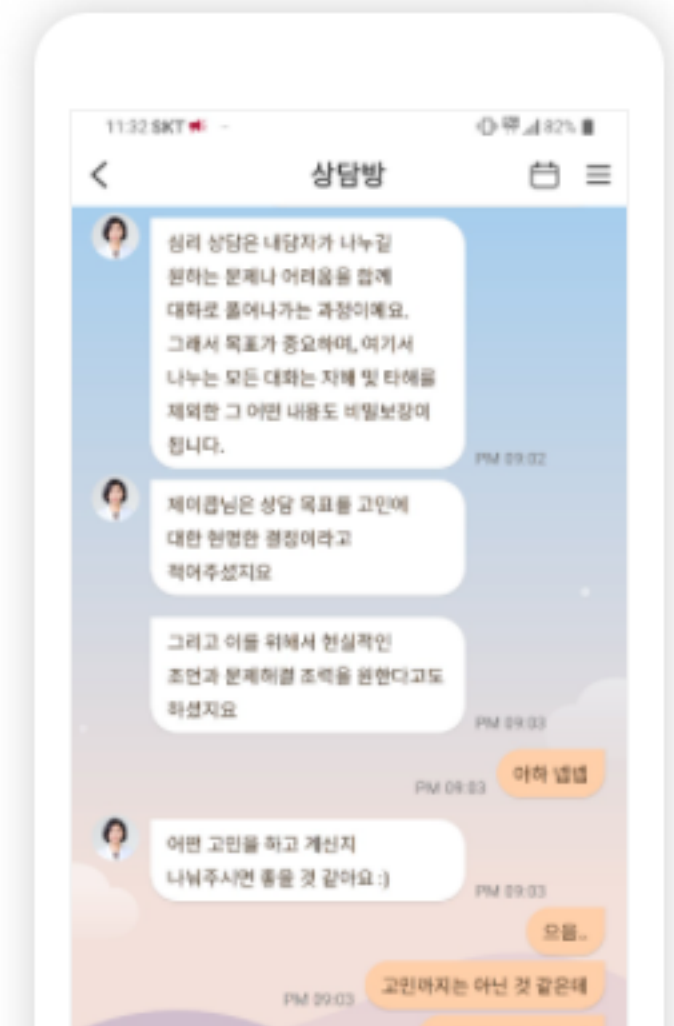 11:32 SKT
82%
상담방
심리 상담은 내담자가 나누길
원하는 문제나 어려움을 함께
대화로 풀어나가는 과정이예요.
그래서 목표가 중요하며, 여기서
나누는 모든 대화는 자해 및 타해를
제외한 그 어떤 내용도 비밀보장이
됩니다.
PM 09:02
제이콥님은 상담 목표를 고민에
대한 현명한 결정이라고
적어주셨지요
그리고 이를 위해서 현실적인
조언과 문제해결 조력을 원한다고도
하셨지요
PM 09:03
아하 넵넵
PM 09:03
어떤 고민을 하고 계신지
나눠주시면 좋을 것 같아요 :)
PM 09:03
으음..
고민까지는 아닌 것 같은데
PM 09:03